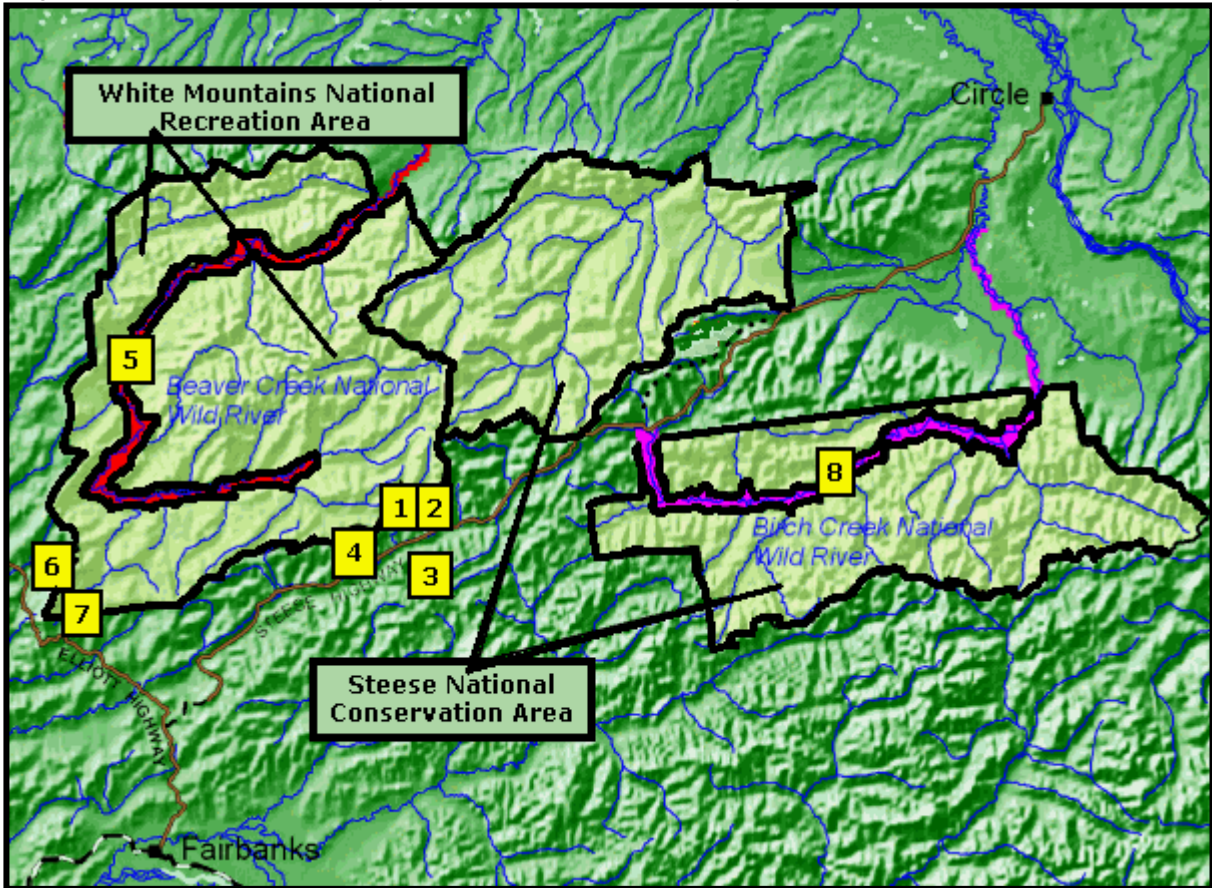 White Mountains National
Recreation Area
Circle
5
Beaver Creek National
Wild River
8
1
2
Birch Creek National
Wild River
4
3
6
7
STEESE HIGHWAY
ELLIOTT HIGHWAY
Steese National
Conservation Area
Fairbanks